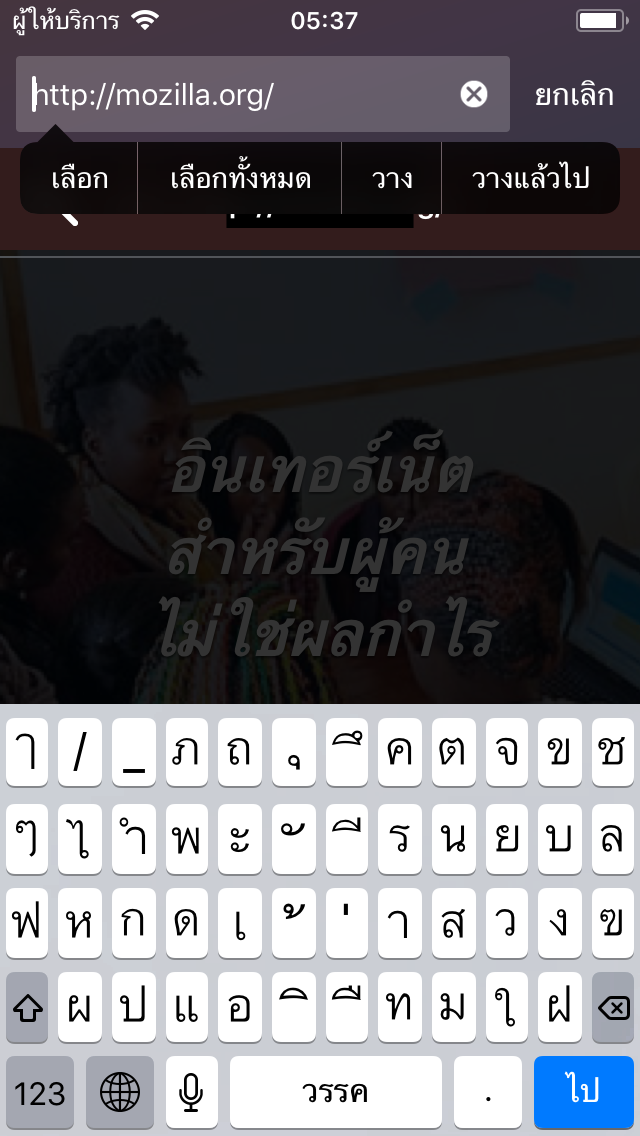 ผู้ให้บริการ 05:37
http://mozilla.org/ ยกเลิก
เลือก เลือกทั้งหมด วาง วางแล้วไป
อินเทอร์เน็ต
สำหรับผู้คน
ไม่ใช่ผลกำไร
ๅ / _ ภ ถ ุ ึ ค ต จ ข ช
ๆ ไ ำ พ ะ ั ี ร น ย บ ล
ฟ ห ก ด เ ้ ่ า ส ว ง ฃ
ผ ป แ อ ิ ื ท ม ใ ฝ
123 วรรค . ไป